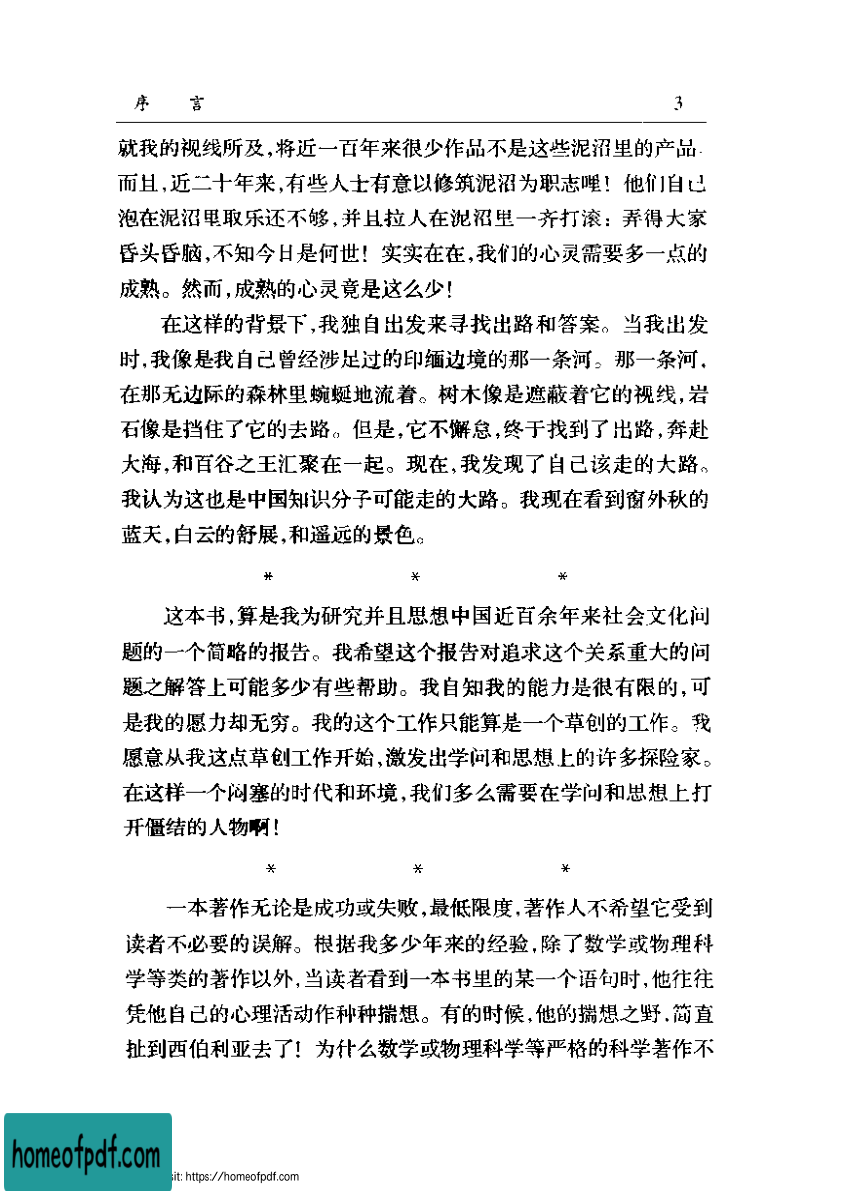 序 言 3
就我的视线所及,将近一百年来很少作品不是这些泥沼里的产品.
而且,近二十年来,有些人士有意以修筑泥沼为职志哩! 他们自己
泡在泥沼里取乐还不够,并且拉人在泥沼里一齐打滚: 弄得大家
昏头昏脑,不知今日是何世! 实实在在,我们的心灵需要多一点的
成熟。然而,成熟的心灵竟是这么少!
在这样的背景下,我独自出发来寻找出路和答案。当我出发
时,我像是我自己曾经涉足过的印缅边境的那一条河。那一条河,
在那无边际的森林里蜿蜒地流着。树木像是遮蔽着它的视线,岩
石像是挡住了它的去路。但是,它不懈怠,终于找到了出路,奔赴
大海,和百谷之王汇聚在一起。现在,我发现了自己该走的大路。
我认为这也是中国知识分子可能走的大路。我现在看到窗外秋的
蓝天,白云的舒展,和遥远的景色。
* * *
这本书,算是我为研究并且思想中国近百余年来社会文化问
题的一个简略的报告。我希望这个报告对追求这个关系重大的问
题之解答上可能多少有些帮助。我自知我的能力是很有限的,可
是我的愿力却无穷。我的这个工作只能算是一个草创的工作。我
愿意从我这点草创工作开始,激发出学问和思想上的许多探险家。
在这样一个闷塞的时代和环境,我们多么需要在学问和思想上打
开僵结的人物啊!
* * *
一本著作无论是成功或失败,最低限度,著作人不希望它受到
读者不必要的误解。根据我多少年来的经验,除了数学或物理科
学等类的著作以外,当读者看到一本书里的某一个语句时,他往往
凭他自己的心理活动作种种揣想。有的时候,他的揣想之野,简直
扯到西伯利亚去了! 为什么数学或物理科学等严格的科学著作不
homeofpdf.com
sit: https://homeofpdf.com